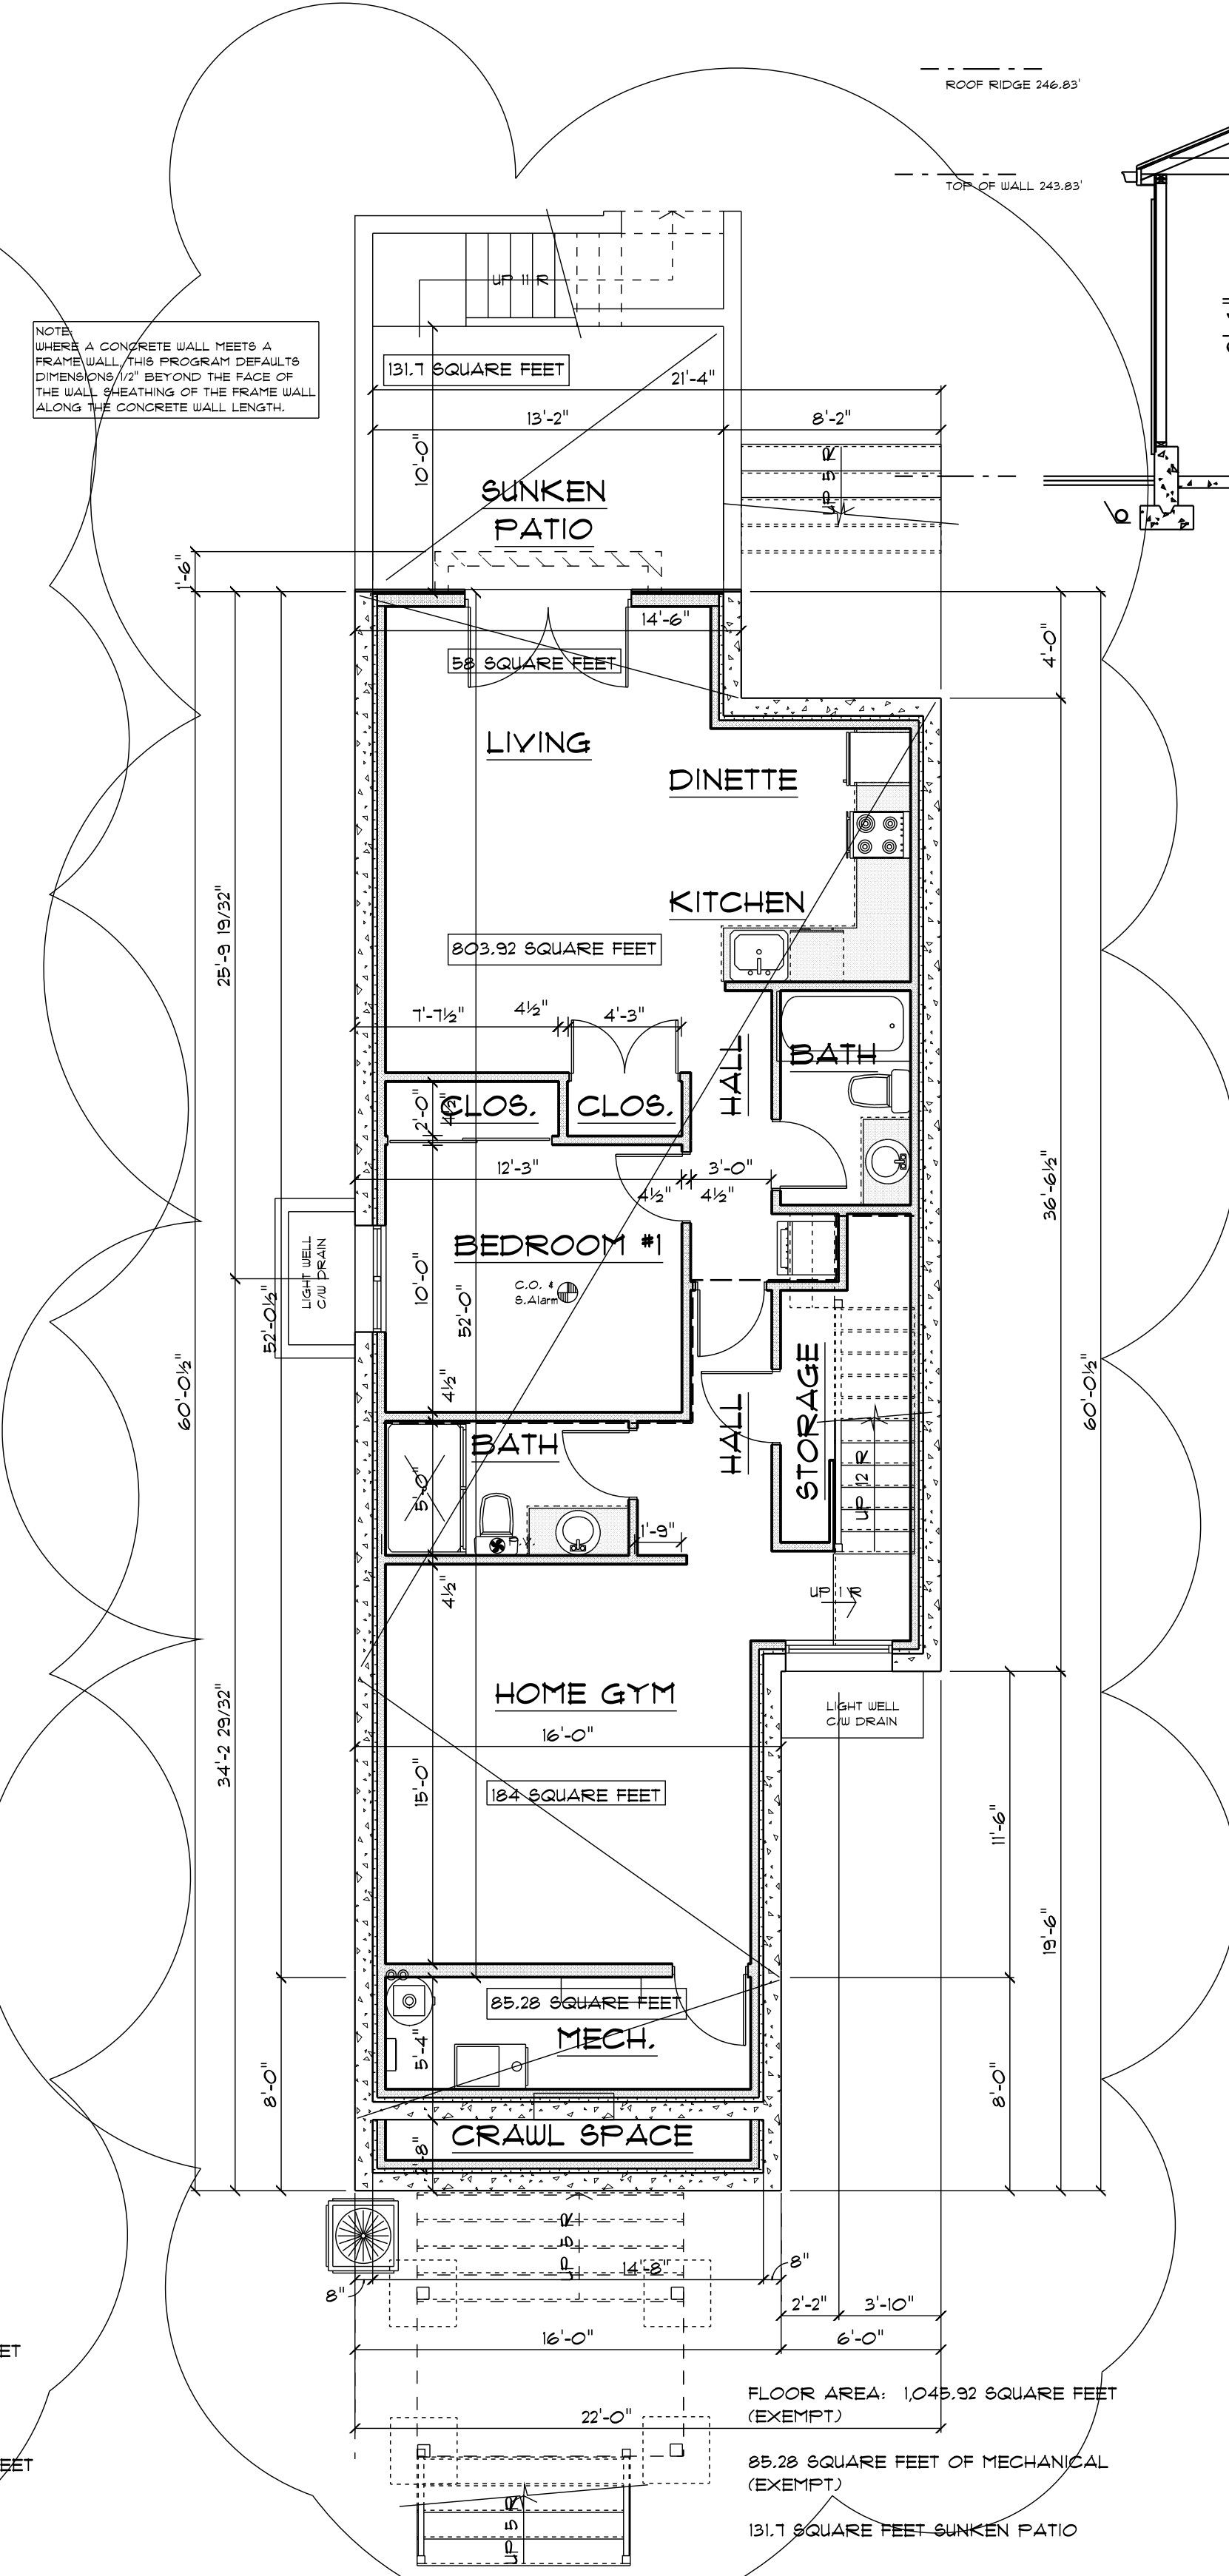 ROOF RIDGE 246.83'
TOP OF WALL 243.83'
UP 11 R
NOTE:
WHERE A CONCRETE WALL MEETS A
FRAME WALL, THIS PROGRAM DEFAULTS
DIMENSIONS 1/2" BEYOND THE FACE OF
THE WALL SHEATHING OF THE FRAME WALL
ALONG THE CONCRETE WALL LENGTH.
131.7 SQUARE FEET
21'-4"
13'-2"
8'-2"
10'-0"
UP 5 R
SUNKEN
PATIO
1'-6"
14'-6"
4'-0"
58 SQUARE FEET
LIVING
DINETTE
KITCHEN
25'-9 19/32"
803.92 SQUARE FEET
7'-7½"
4½"
4'-3"
HALL
BATH
CLOS.
CLOS.
2'-0"
4½"
12'-3"
3'-0"
4½"
4½"
36'-6½"
BEDROOM #1
LIGHT WELL
C/W DRAIN
C.O. &
S.Alarm
10'-0"
52'-0"
52'-0½"
60'-0½"
60'-0½"
4½"
HALL
STORAGE
BATH
5'-0"
UP 12 R
P.V.
1'-9"
4½"
UP 1 R
HOME GYM
LIGHT WELL
C/W DRAIN
34'-2 29/32"
16'-0"
15'-0"
184 SQUARE FEET
11'-6"
19'-6"
85.28 SQUARE FEET
MECH.
5'-4"
8'-0"
8'-0"
CRAWL SPACE
UP 5 R
14'-8"
8"
8"
2'-2"
3'-10"
16'-0"
6'-0"
22'-0"
FLOOR AREA: 1,045.92 SQUARE FEET
(EXEMPT)
85.28 SQUARE FEET OF MECHANICAL
(EXEMPT)
131.7 SQUARE FEET SUNKEN PATIO
UP 5 R
ET
EET